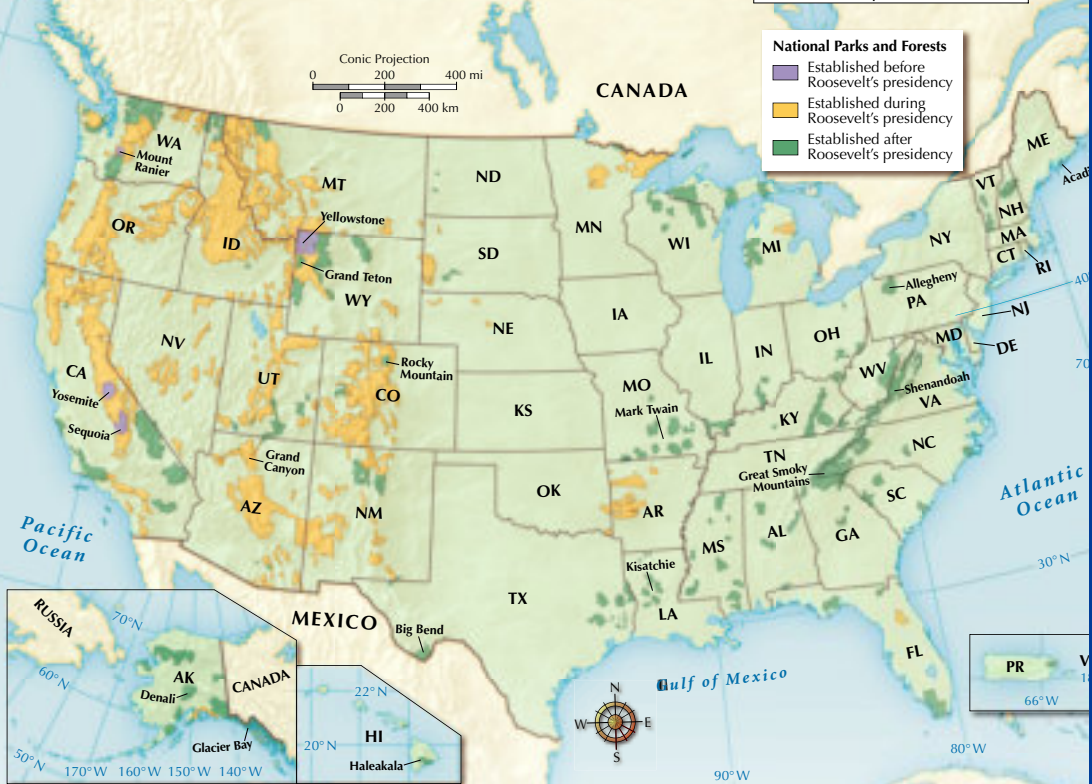 National Parks and Forests
Established before
Roosevelt's presidency
Established during
Roosevelt's presidency
Established after
Roosevelt's presidency
Conic Projection
0 200 400 mi
0 200 400 km
CANADA
WA
Mount
Ranier
MT
ND
MN
ME
Acadi
VT
NH
MA
CT
RI
NY
OR
ID
Yellowstone
Grand Teton
WY
SD
WI
MI
Allegheny
PA
NJ
40
NE
IA
NV
UT
Rocky
Mountain
CO
CA
Yosemite
Sequoia
IL
IN
OH
MD
DE
70
WV
Shenandoah
VA
KS
MO
Mark Twain
KY
Grand
Canyon
AZ
NM
OK
AR
TN
Great Smoky
Mountains
NC
SC
Atlantic
Ocean
Pacific
Ocean
MS
AL
GA
30°N
Kisatchie
TX
LA
MEXICO
Big Bend
FL
Gulf of Mexico
N
W E
S
RUSSIA
70°N
60°N
AK
Denali
CANADA
Glacier Bay
50°N
170°W 160°W 150°W 140°W
22°N
20°N
HI
Haleakala
PR
V
18
66°W
90°W
80°W